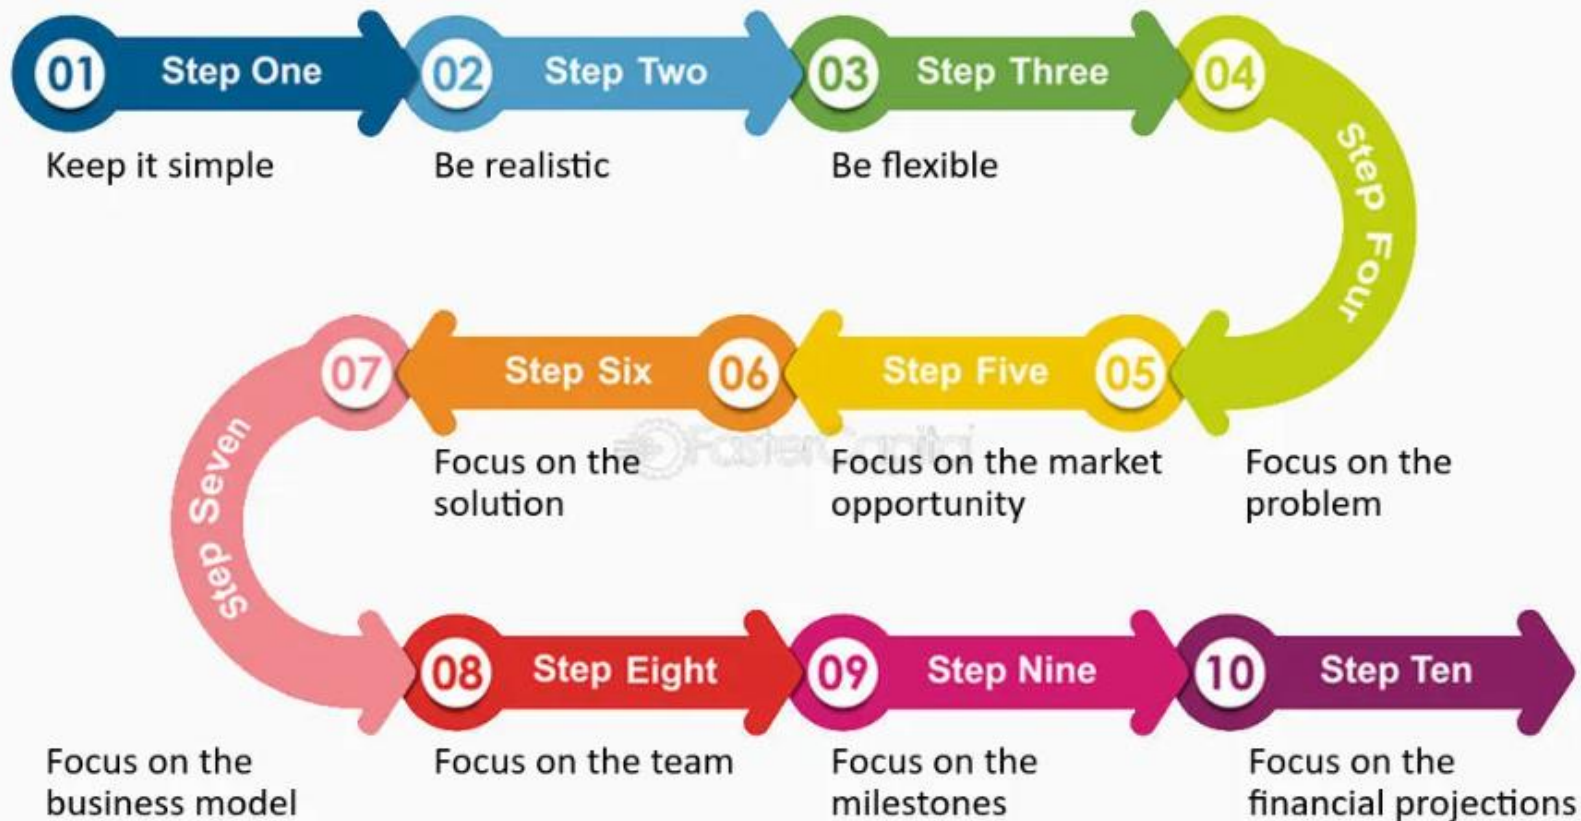 01 Step One
02 Step Two
03 Step Three
04
Step Four
Keep it simple
Be realistic
Be flexible
05 Step Five
06 Step Six
07
Step Seven
Focus on the
problem
Focus on the market
opportunity
Focus on the
solution
FasterCapital
08 Step Eight
09 Step Nine
10 Step Ten
Focus on the
business model
Focus on the team
Focus on the
milestones
Focus on the
financial projections